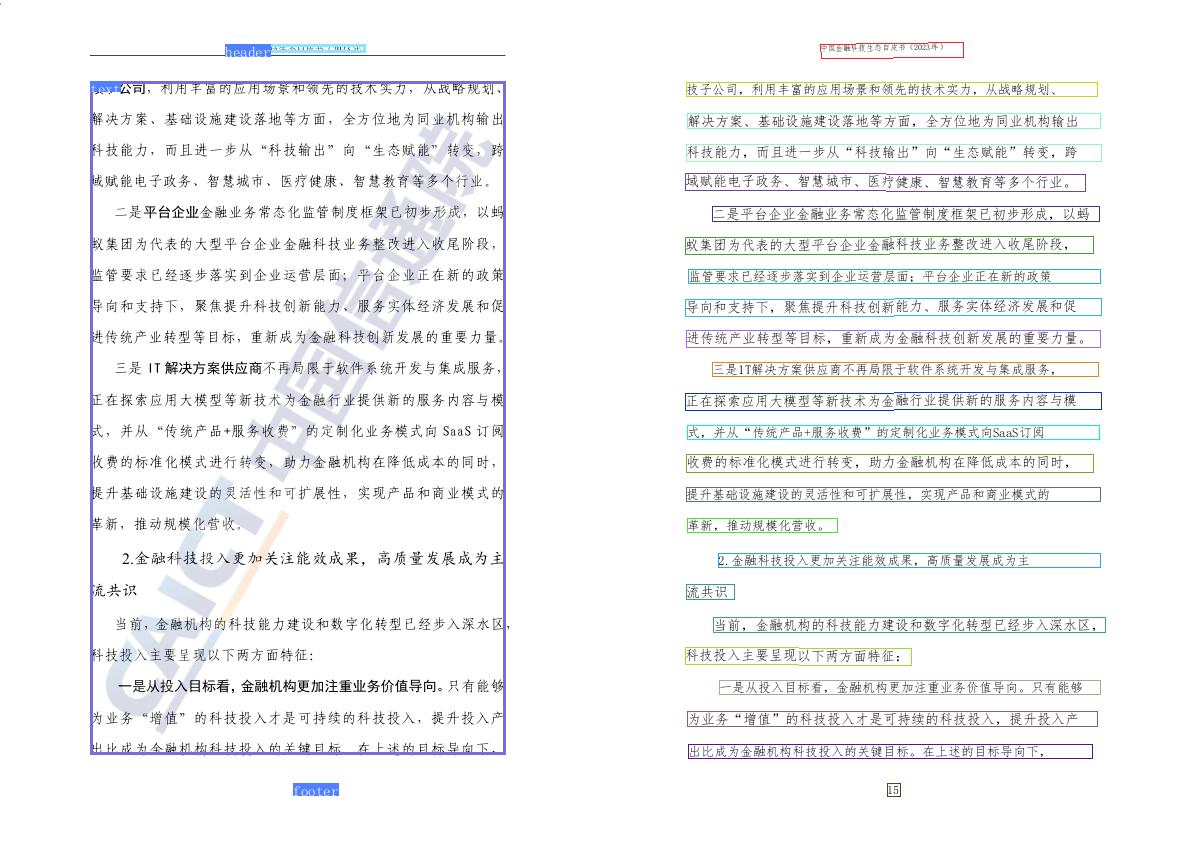 header
text
技子公司，利用丰富的应用场景和领先的技术实力，从战略规划、
解决方案、基础设施建设落地等方面，全方位地为同业机构输出
科技能力，而且进一步从“科技输出”向“生态赋能”转变，跨
域赋能电子政务、智慧城市、医疗健康、智慧教育等多个行业。
二是平台企业金融业务常态化监管制度框架已初步形成，以蚂
蚁集团为代表的大型平台企业金融科技业务整改进入收尾阶段，
监管要求已经逐步落实到企业运营层面；平台企业正在新的政策
导向和支持下，聚焦提升科技创新能力、服务实体经济发展和促
进传统产业转型等目标，重新成为金融科技创新发展的重要力量。
三是 IT 解决方案供应商不再局限于软件系统开发与集成服务，
正在探索应用大模型等新技术为金融行业提供新的服务内容与模
式，并从“传统产品+服务收费”的定制化业务模式向 SaaS 订阅
收费的标准化模式进行转变，助力金融机构在降低成本的同时，
提升基础设施建设的灵活性和可扩展性，实现产品和商业模式的
革新，推动规模化营收。
2.金融科技投入更加关注能效成果，高质量发展成为主
流共识
当前，金融机构的科技能力建设和数字化转型已经步入深水区，
科技投入主要呈现以下两方面特征：
一是从投入目标看，金融机构更加注重业务价值导向。只有能够
为业务“增值”的科技投入才是可持续的科技投入，提升投入产
出比成为金融机构科技投入的关键目标。在上述的目标导向下，
CAICT 中国信通院
footer
中国金融科技生态白皮书（2023年）
技子公司，利用丰富的应用场景和领先的技术实力，从战略规划、
解决方案、基础设施建设落地等方面，全方位地为同业机构输出
科技能力，而且进一步从“科技输出”向“生态赋能”转变，跨
域赋能电子政务、智慧城市、医疗健康、智慧教育等多个行业。
二是平台企业金融业务常态化监管制度框架已初步形成，以蚂
蚁集团为代表的大型平台企业金融科技业务整改进入收尾阶段，
监管要求已经逐步落实到企业运营层面；平台企业正在新的政策
导向和支持下，聚焦提升科技创新能力、服务实体经济发展和促
进传统产业转型等目标，重新成为金融科技创新发展的重要力量。
三是IT解决方案供应商不再局限于软件系统开发与集成服务，
正在探索应用大模型等新技术为金融行业提供新的服务内容与模
式，并从“传统产品+服务收费”的定制化业务模式向SaaS订阅
收费的标准化模式进行转变，助力金融机构在降低成本的同时，
提升基础设施建设的灵活性和可扩展性，实现产品和商业模式的
革新，推动规模化营收。
2.金融科技投入更加关注能效成果，高质量发展成为主
流共识
当前，金融机构的科技能力建设和数字化转型已经步入深水区，
科技投入主要呈现以下两方面特征：
一是从投入目标看，金融机构更加注重业务价值导向。只有能够
为业务“增值”的科技投入才是可持续的科技投入，提升投入产
出比成为金融机构科技投入的关键目标。在上述的目标导向下，
15